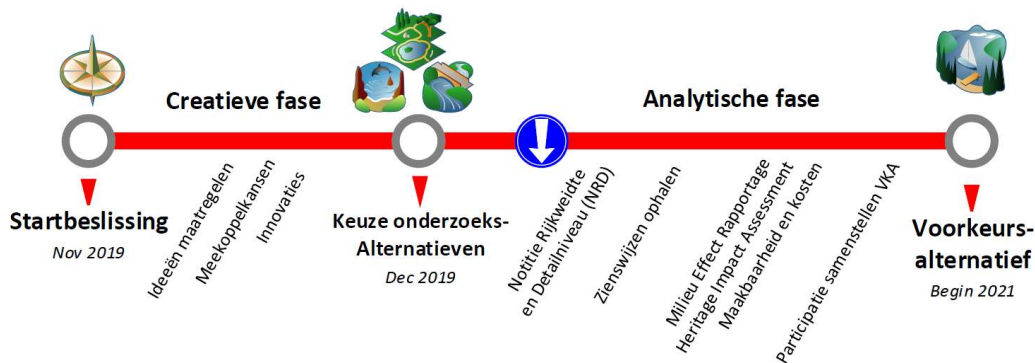 Creatieve fase
Analytische fase
Startbeslissing
Nov 2019
Ideeën maatregelen
Meekoppelkansen
Innovaties
Keuze onderzoeks-
Alternatieven
Dec 2019
Notitie Rijkweidte
en Detailniveau (NRD)
Zienswijzen ophalen
Milieu Effect Rapportage
Heritage Impact Assessment
Maakbaarheid en kosten
Participatie samenstellen VKA
Voorkeurs-
alternatief
Begin 2021